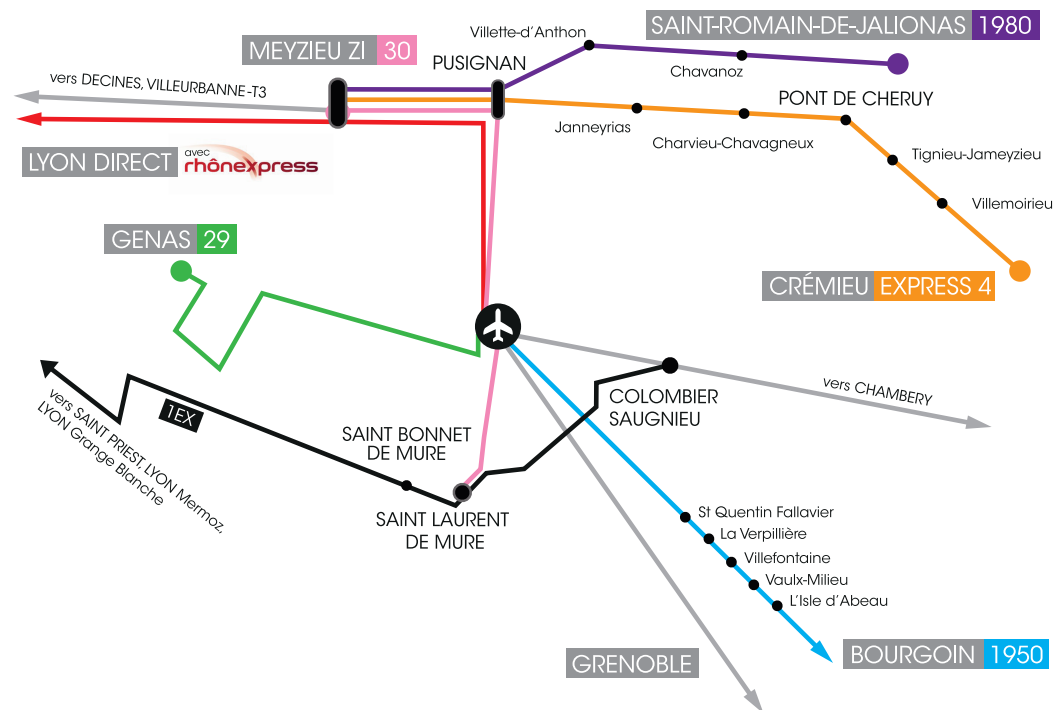 SAINT-ROMAIN-DE-JALIONAS 1980
Villette-d'Anthon
MEYZIEU ZI 30
PUSIGNAN
Chavanoz
vers DECINES, VILLEURBANNE-T3
PONT DE CHERUY
Janneyrias
Charvieu-Chavagneux
LYON DIRECT avec rhônexpress
Tignieu-Jameyzieu
Villemoirieu
GENAS 29
CRÉMIEU EXPRESS 4
vers CHAMBERY
COLOMBIER
SAUGNIEU
1EX
vers SAINT PRIEST, LYON Mermoz,
LYON Grange Blanche
SAINT BONNET
DE MURE
SAINT LAURENT
DE MURE
St Quentin Fallavier
La Verpillière
Villefontaine
Vaulx-Milieu
L'Isle d'Abeau
GRENOBLE
BOURGOIN 1950